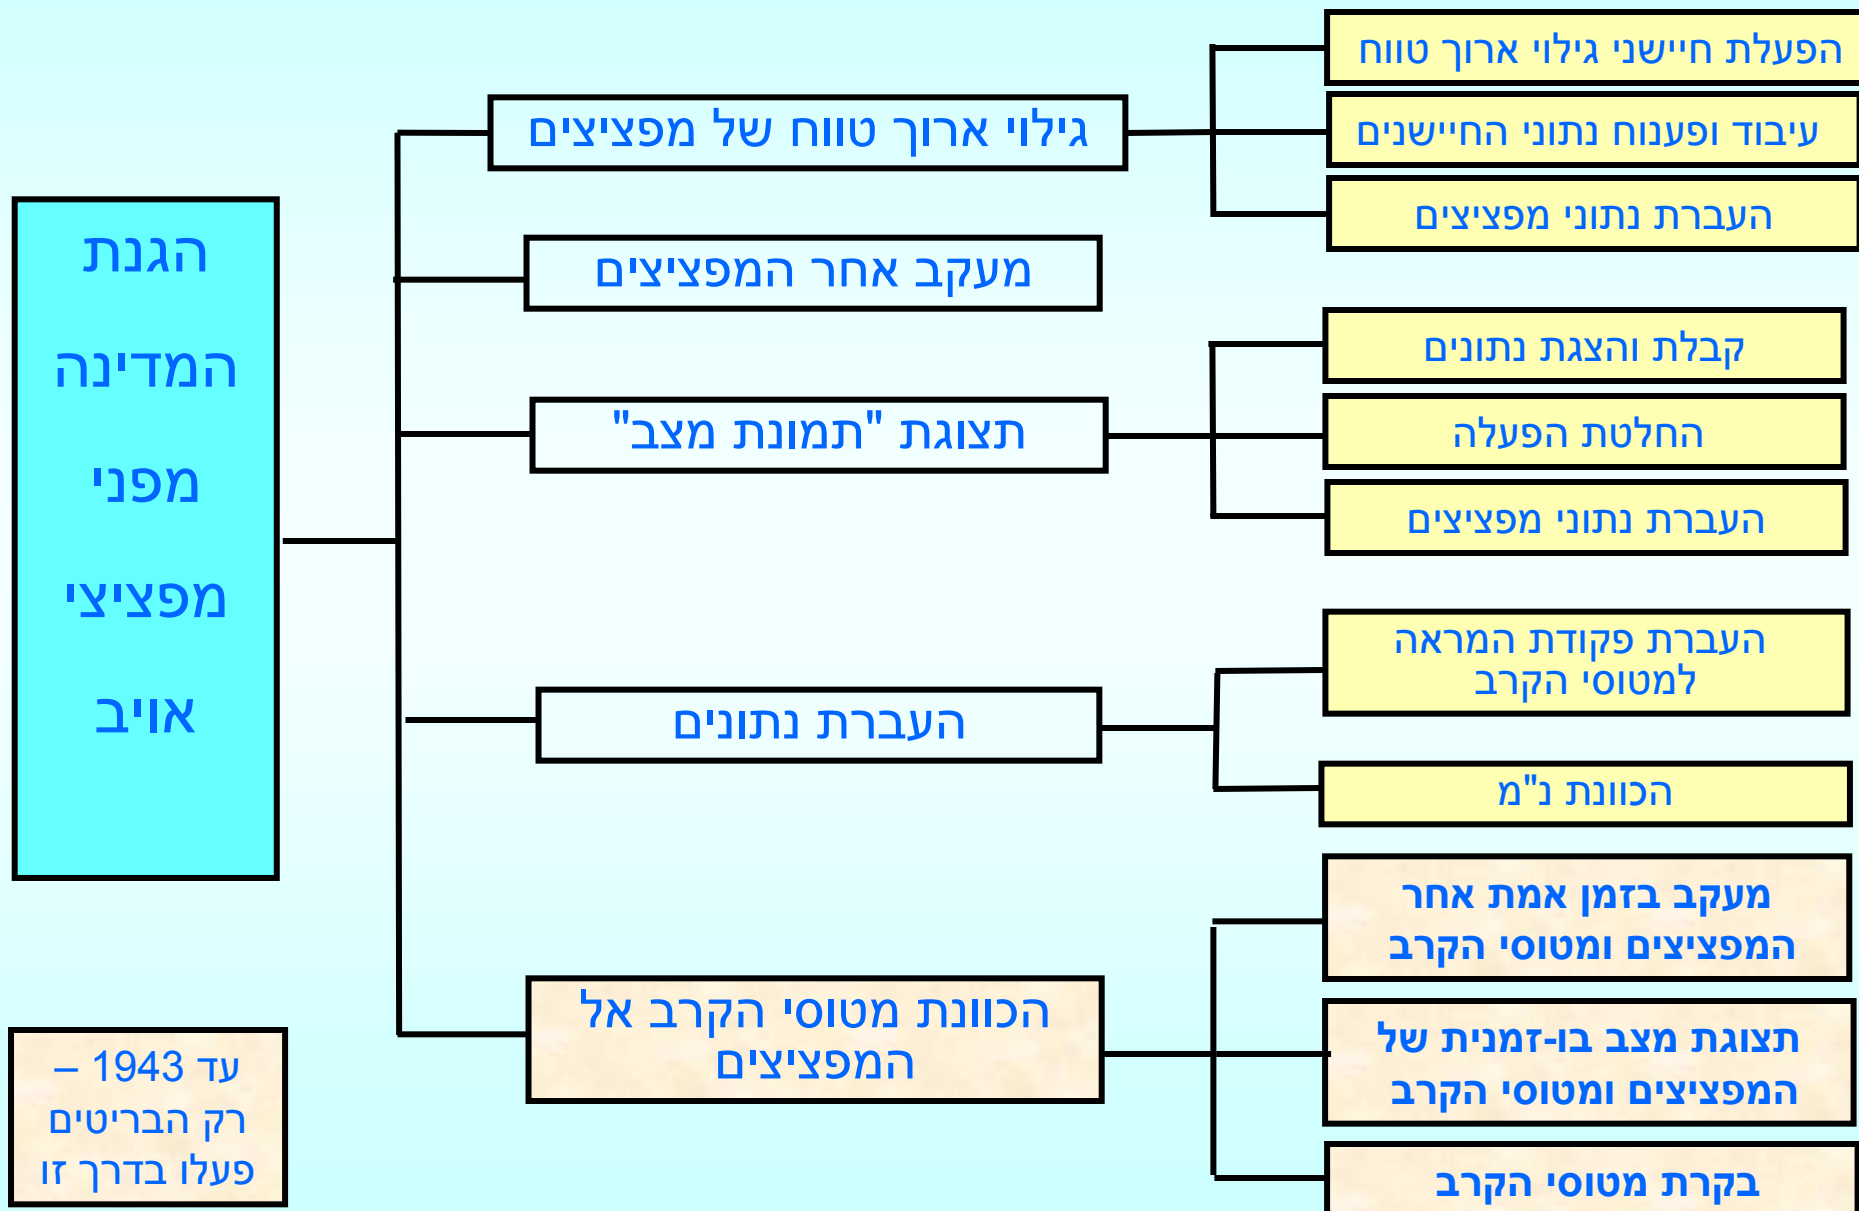 הגנת
המדינה
מפני
מפציצי
אויב
גילוי ארוך טווח של מפציצים
הפעלת חיישני גילוי ארוך טווח
עיבוד ופענוח נתוני החיישנים
העברת נתוני מפציצים
מעקב אחר המפציצים
תצוגת "תמונת מצב"
קבלת והצגת נתונים
החלטת הפעלה
העברת נתוני מפציצים
העברת נתונים
העברת פקודת המראה
למטוסי הקרב
הכוונת נ"מ
הכוונת מטוסי הקרב אל
המפציצים
מעקב בזמן אמת אחר
המפציצים ומטוסי הקרב
תצוגת מצב בו-זמנית של
המפציצים ומטוסי הקרב
בקרת מטוסי הקרב
עד 1943 –
רק הבריטים
פעלו בדרך זו